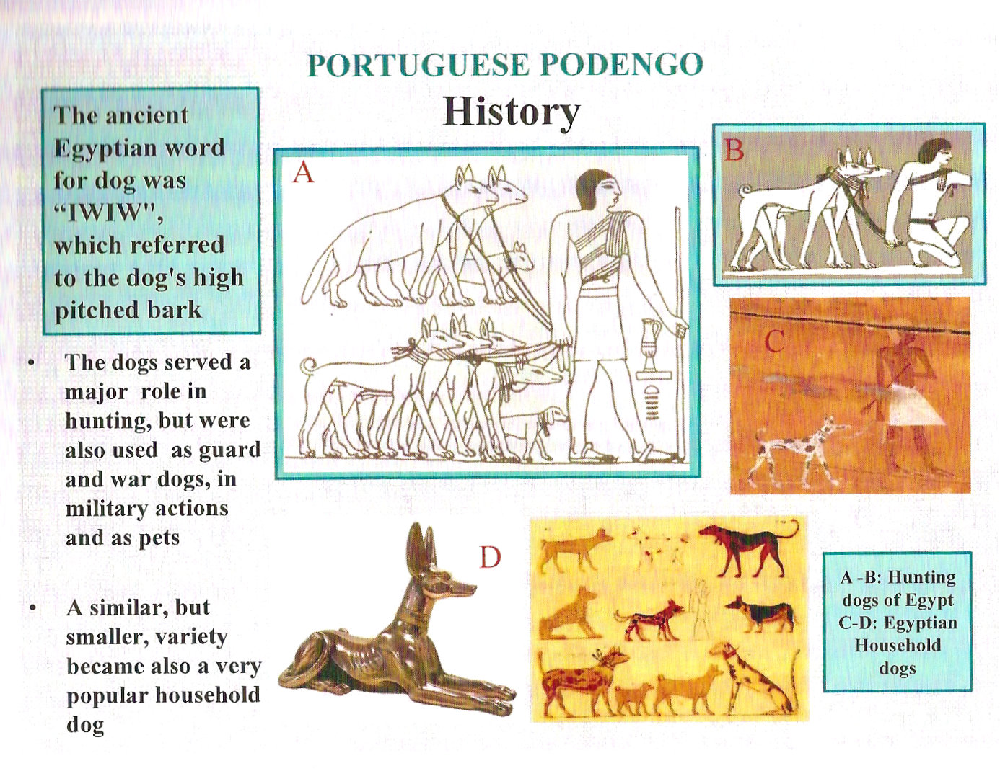 PORTUGUESE PODENGO
History
The ancient
Egyptian word
for dog was
“IWIW",
which referred
to the dog's high
pitched bark
• The dogs served a
major role in
hunting, but were
also used as guard
and war dogs, in
military actions
and as pets
• A similar, but
smaller, variety
became also a very
popular household
dog
A
B
C
D
A -B: Hunting
dogs of Egypt
C-D: Egyptian
Household
dogs